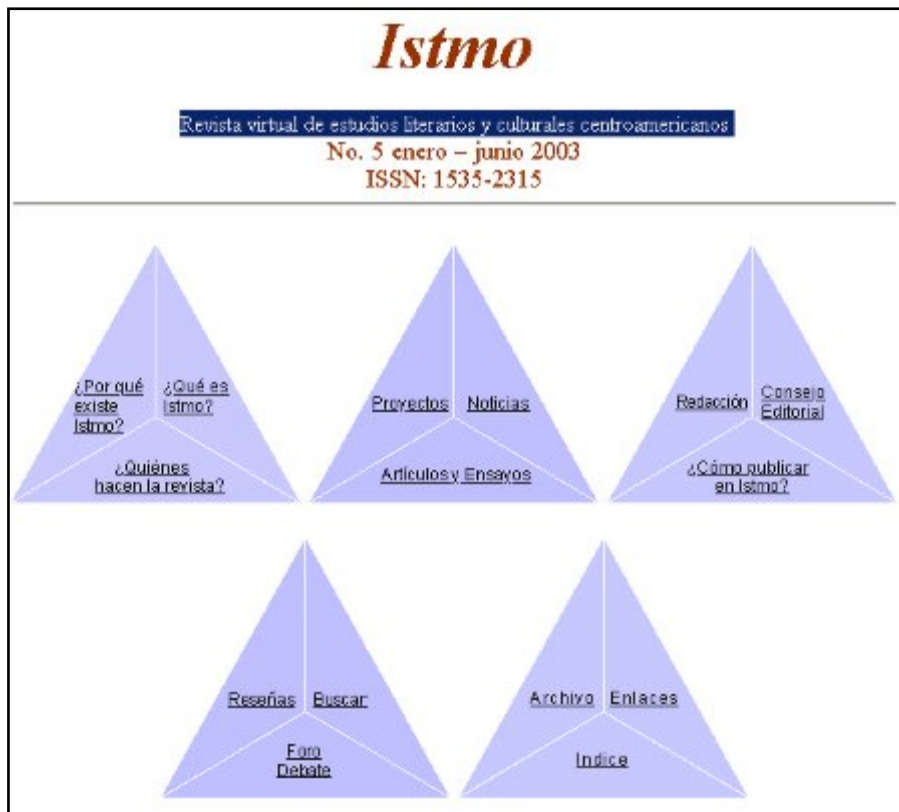 Istmo
Revista virtual de estudios literarios y culturales centroamericanos
No. 5 enero – junio 2003
ISSN: 1535-2315
¿Por qué
existe
Istmo?
¿Qué es
Istmo?
¿Quiénes
hacen la revista?
Proyectos
Noticias
Artículos y Ensayos
Redacción
Consejo
Editorial
¿Cómo publicar
en Istmo?
Reseñas
Buscar
Foro
Debate
Archivo
Enlaces
Indice